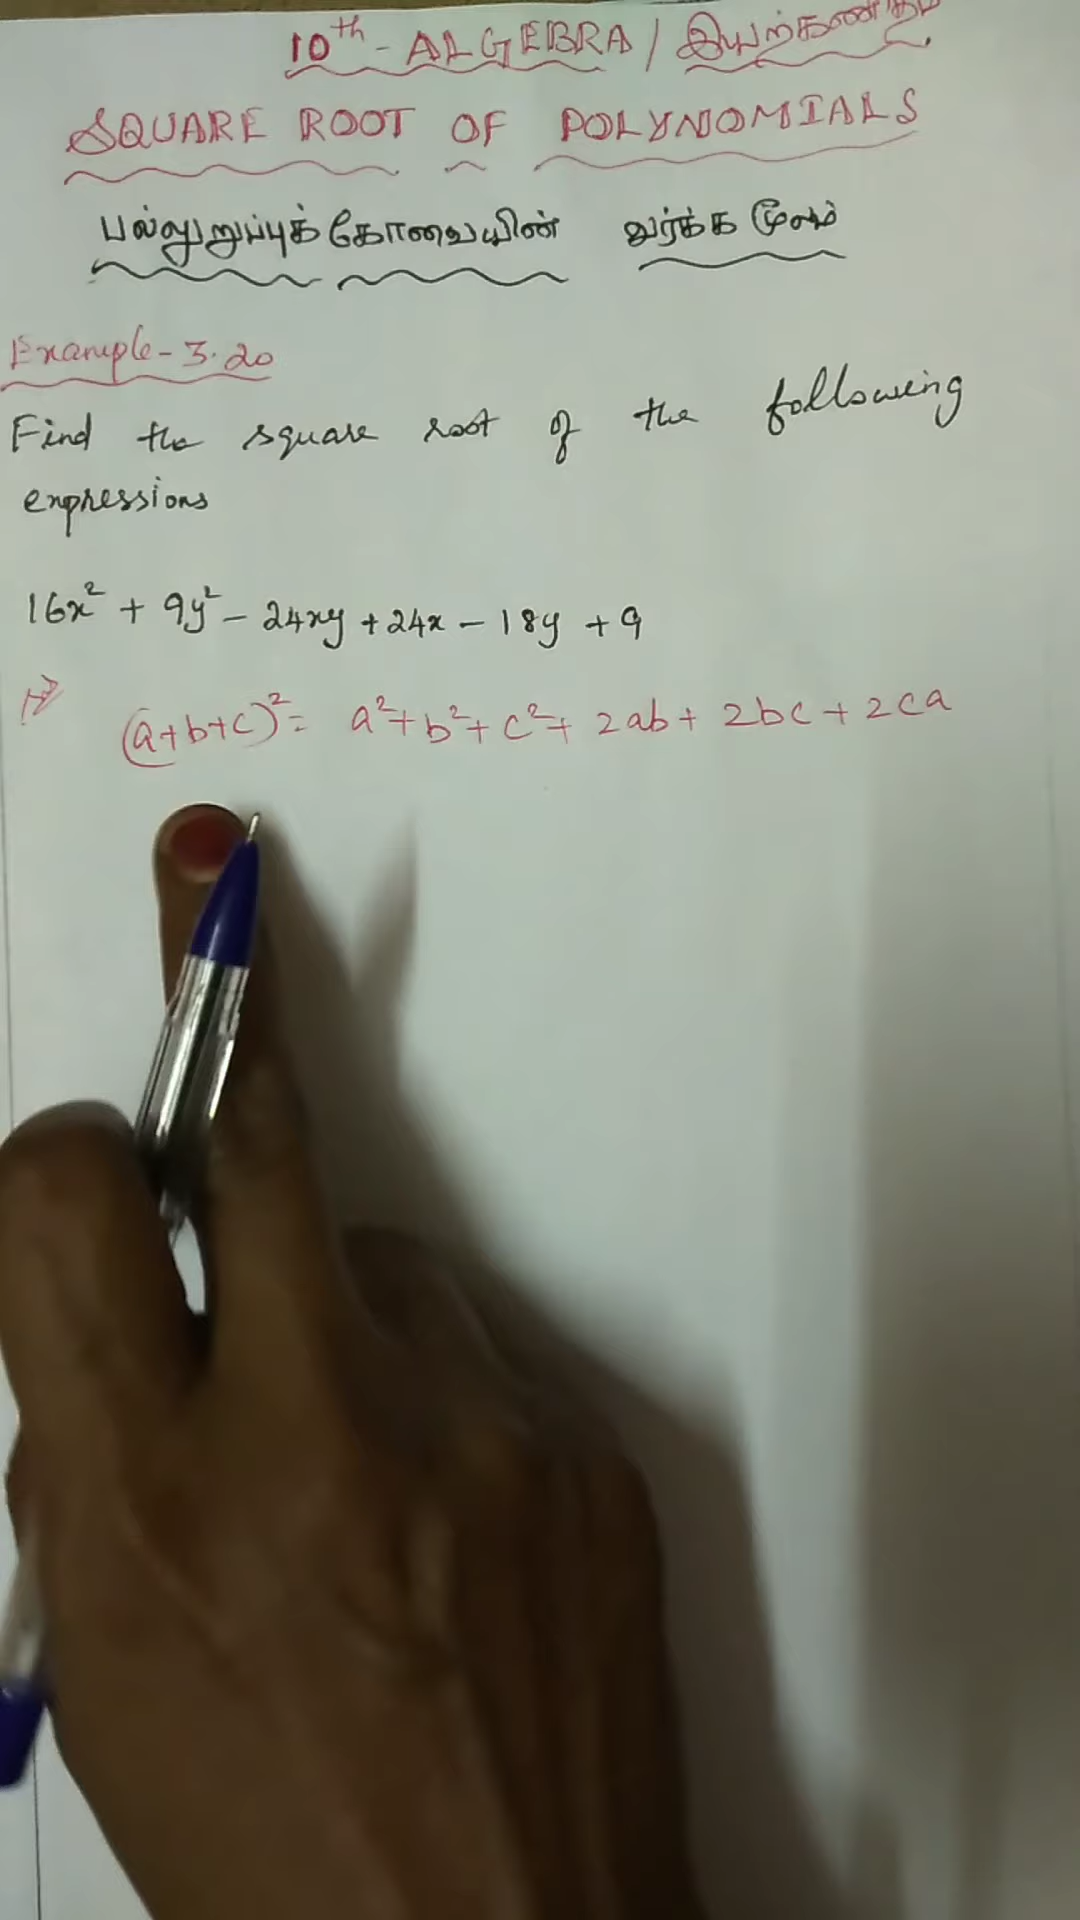 10th - ALGEBRA / இயற்கணிதம்
SQUARE ROOT OF POLYNOMIALS
பல்லுறுப்புக்கோவையின் வர்க்க மூலம்
Example - 3.20
Find the square root of the following
expressions
16x² + 9y² - 24xy + 24x - 18y + 9
(a+b+c)² = a² + b² + c² + 2ab + 2bc + 2ca